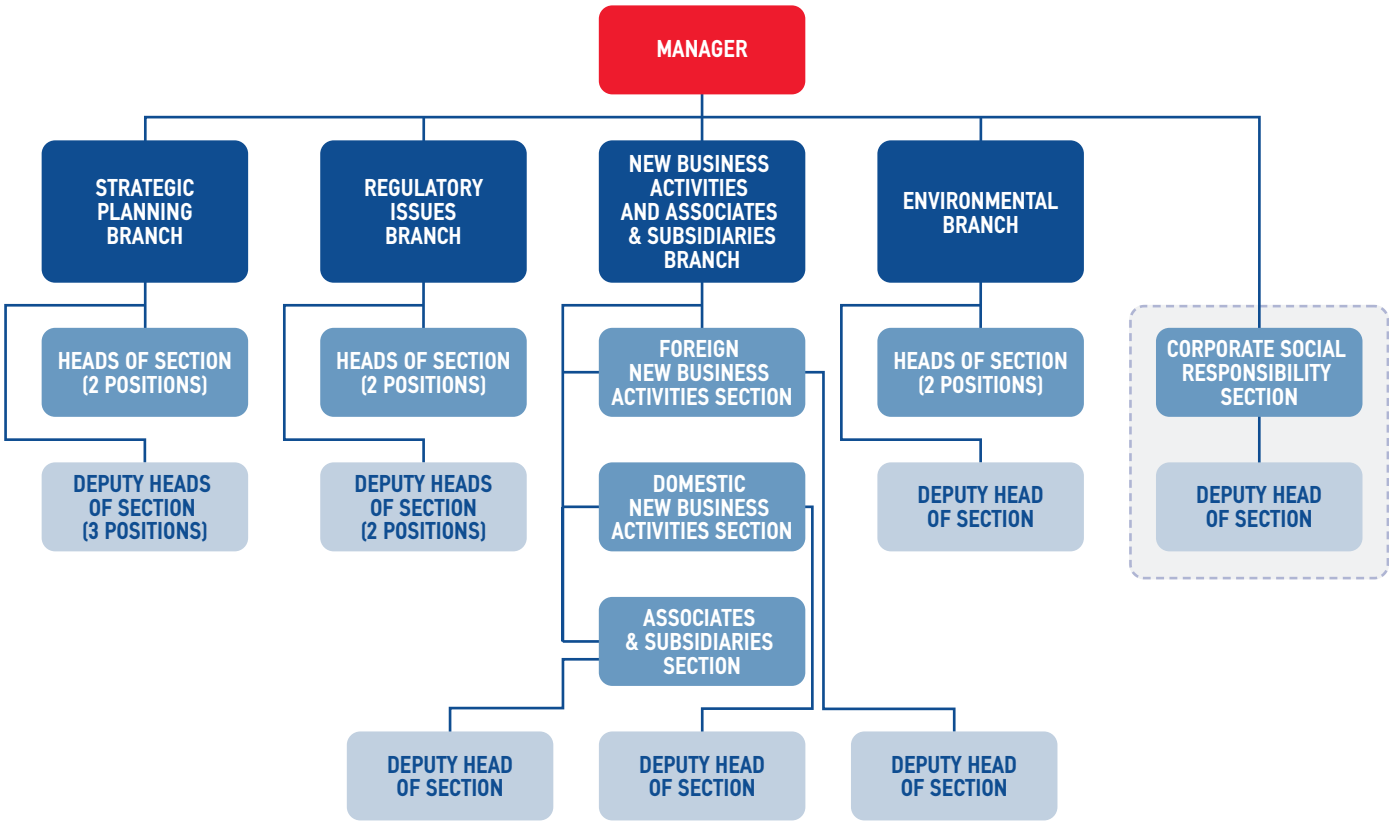 MANAGER
STRATEGIC
PLANNING
BRANCH
REGULATORY
ISSUES
BRANCH
NEW BUSINESS
ACTIVITIES
AND ASSOCIATES
& SUBSIDIARIES
BRANCH
ENVIRONMENTAL
BRANCH
HEADS OF SECTION
(2 POSITIONS)
HEADS OF SECTION
(2 POSITIONS)
FOREIGN
NEW BUSINESS
ACTIVITIES SECTION
HEADS OF SECTION
(2 POSITIONS)
CORPORATE SOCIAL
RESPONSIBILITY
SECTION
DEPUTY HEADS
OF SECTION
(3 POSITIONS)
DEPUTY HEADS
OF SECTION
(2 POSITIONS)
DOMESTIC
NEW BUSINESS
ACTIVITIES SECTION
DEPUTY HEAD
OF SECTION
DEPUTY HEAD
OF SECTION
ASSOCIATES
& SUBSIDIARIES
SECTION
DEPUTY HEAD
OF SECTION
DEPUTY HEAD
OF SECTION
DEPUTY HEAD
OF SECTION